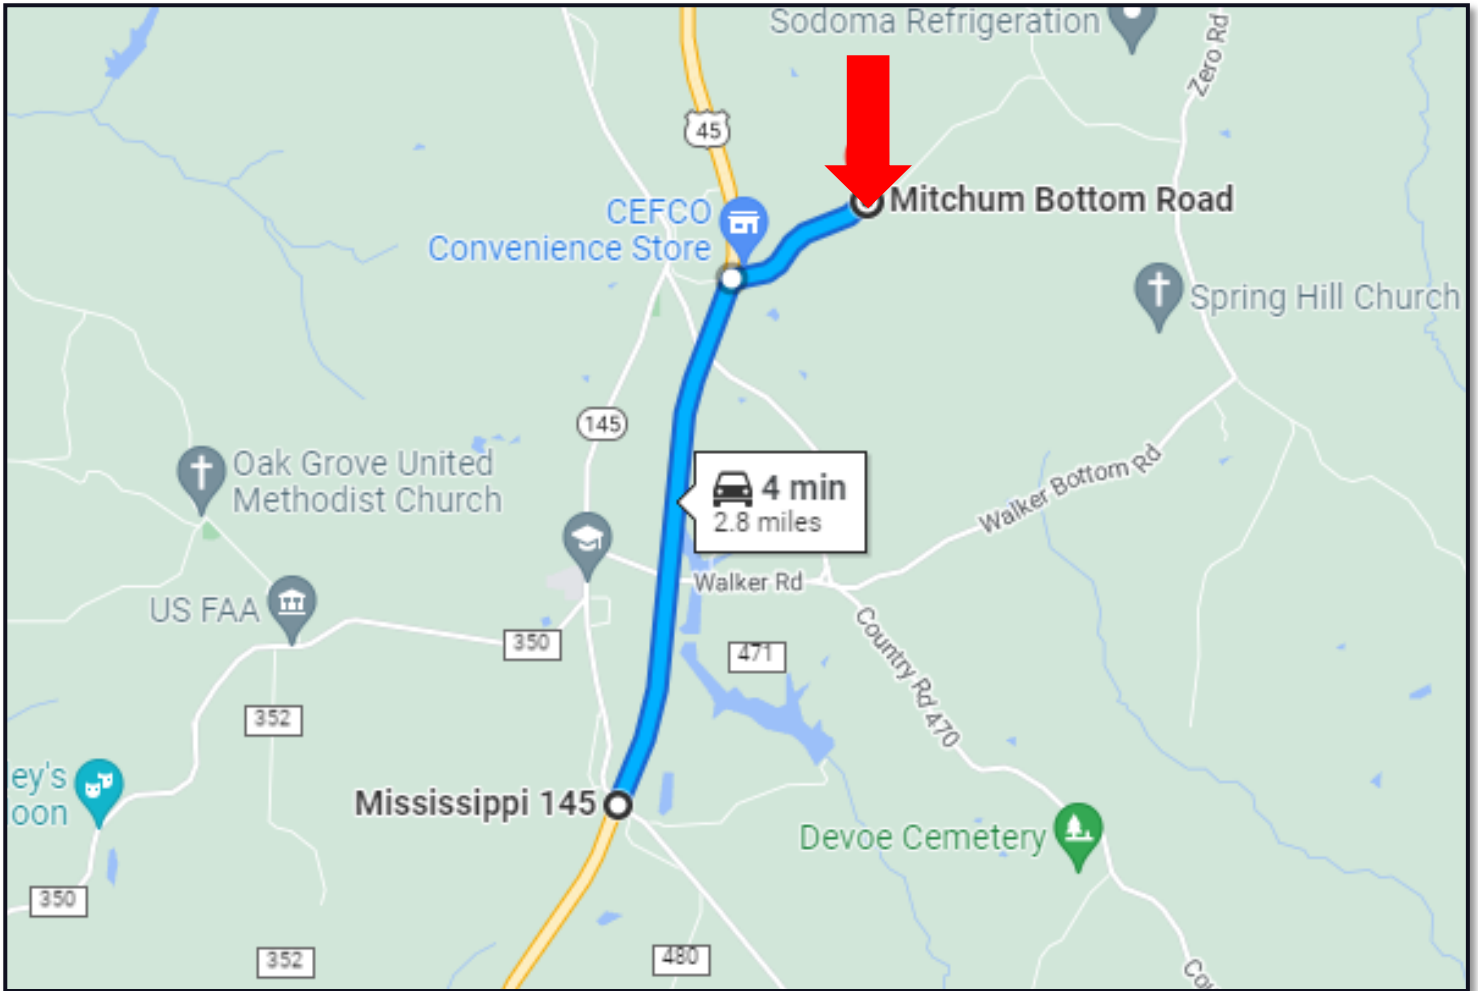 Sodoma Refrigeration
Zero Rd
45
Mitchum Bottom Road
CEFCO
Convenience Store
Spring Hill Church
145
Oak Grove United
Methodist Church
Walker Bottom Rd
4 min
2.8 miles
Walker Rd
US FAA
350
471
Country Rd 470
352
ey's
oon
Mississippi 145
Devoe Cemetery
350
352
480
Cou